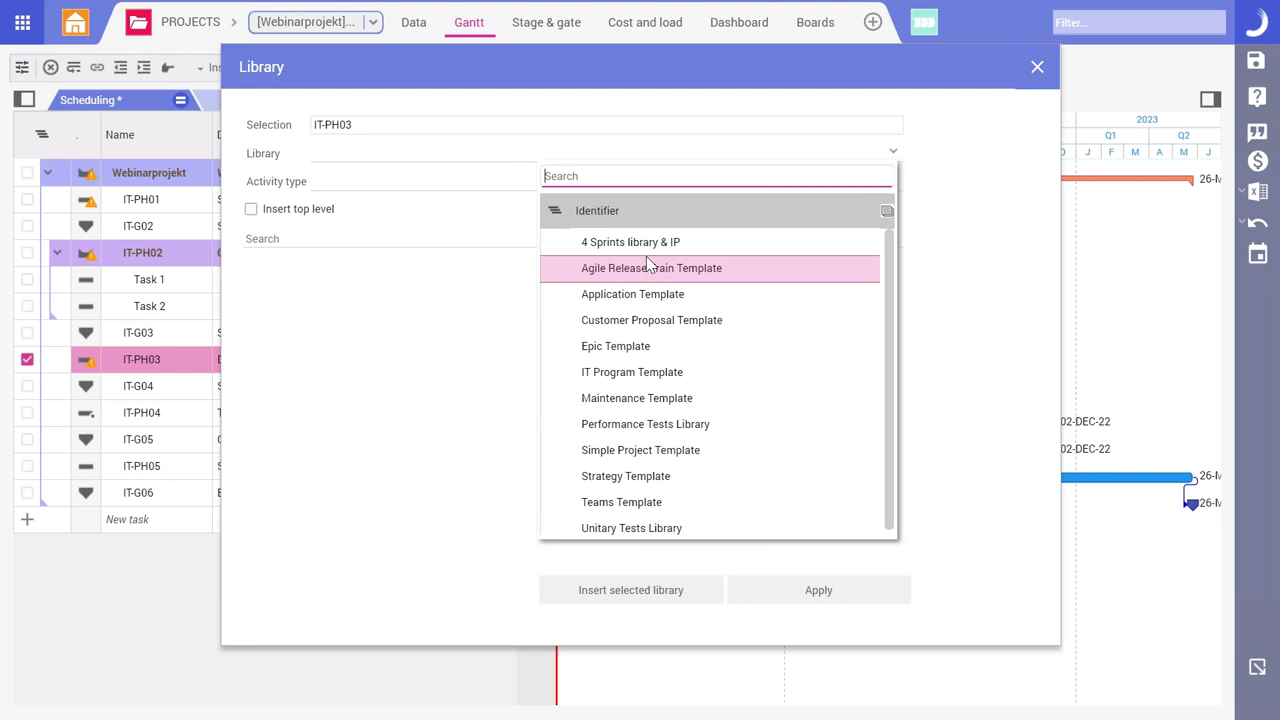 PROJECTS
[Webinarprojekt]...
Data
Gantt
Stage & gate
Cost and load
Dashboard
Boards
Filter...
Ins
Library
Scheduling *
Selection
IT-PH03
Library
Activity type
Insert top level
Search
Search
Identifier
4 Sprints library & IP
Agile Release Train Template
Application Template
Customer Proposal Template
Epic Template
IT Program Template
Maintenance Template
Performance Tests Library
Simple Project Template
Strategy Template
Teams Template
Unitary Tests Library
Insert selected library
Apply
. Name D
Webinarprojekt
IT-PH01 S
IT-G02 S
IT-PH02
Task 1
Task 2
IT-G03 S
IT-PH03 D
IT-G04 S
IT-PH04 T
IT-G05
IT-PH05 S
IT-G06 E
New task
2023
Q1 Q2
D J F M A M J
26-M
02-DEC-22
02-DEC-22
26-M
26-M